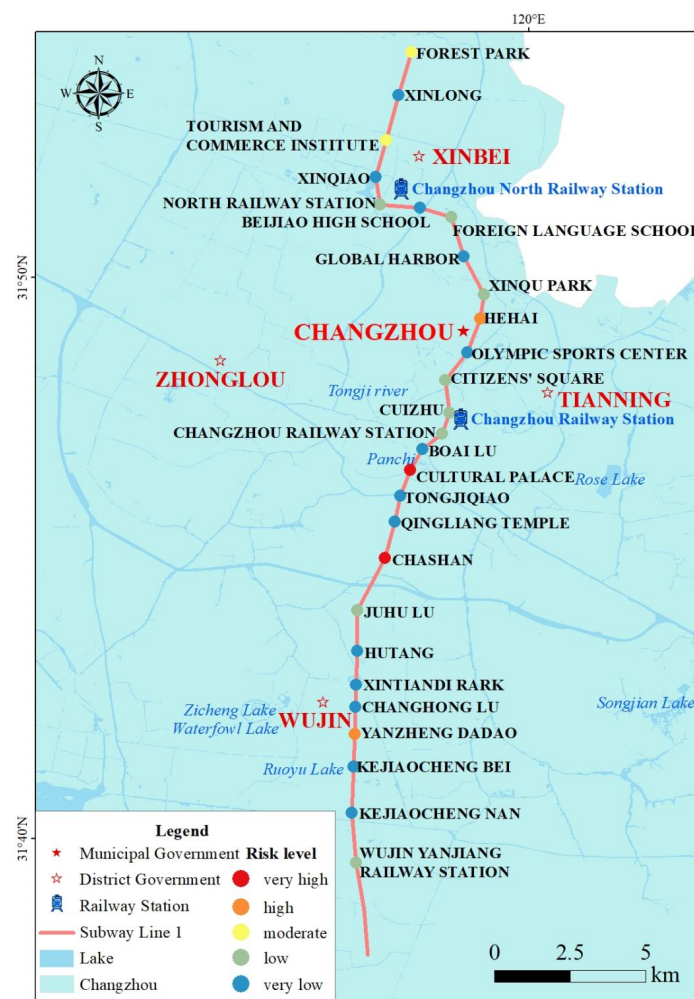 120°E
N
W E
S
FOREST PARK
XINLONG
TOURISM AND
COMMERCE INSTITUTE
XINBEI
XINQIAO
Changzhou North Railway Station
NORTH RAILWAY STATION
BEIJIAO HIGH SCHOOL
FOREIGN LANGUAGE SCHOOL
GLOBAL HARBOR
31°50'N
XINQU PARK
HEHAI
CHANGZHOU
OLYMPIC SPORTS CENTER
ZHONGLOU
CITIZENS' SQUARE
Tongji river
TIANNING
CUIZHU
Changzhou Railway Station
CHANGZHOU RAILWAY STATION
BOAI LU
Panchi
CULTURAL PALACE
Rose Lake
TONGJIQIAO
QINGLIANG TEMPLE
CHASHAN
JUHU LU
HUTANG
XINTIANDI RARK
Zicheng Lake
CHANGHONG LU
Songjian Lake
WUJIN
Waterfowl Lake
YANZHENG DADAO
Ruoyu Lake
KEJIAOCHENG BEI
KEJIAOCHENG NAN
31°40'N
WUJIN YANJIANG
RAILWAY STATION
Legend
Municipal Government
District Government
Railway Station
Subway Line 1
Lake
Changzhou
Risk level
very high
high
moderate
low
very low
0 2.5 5
km